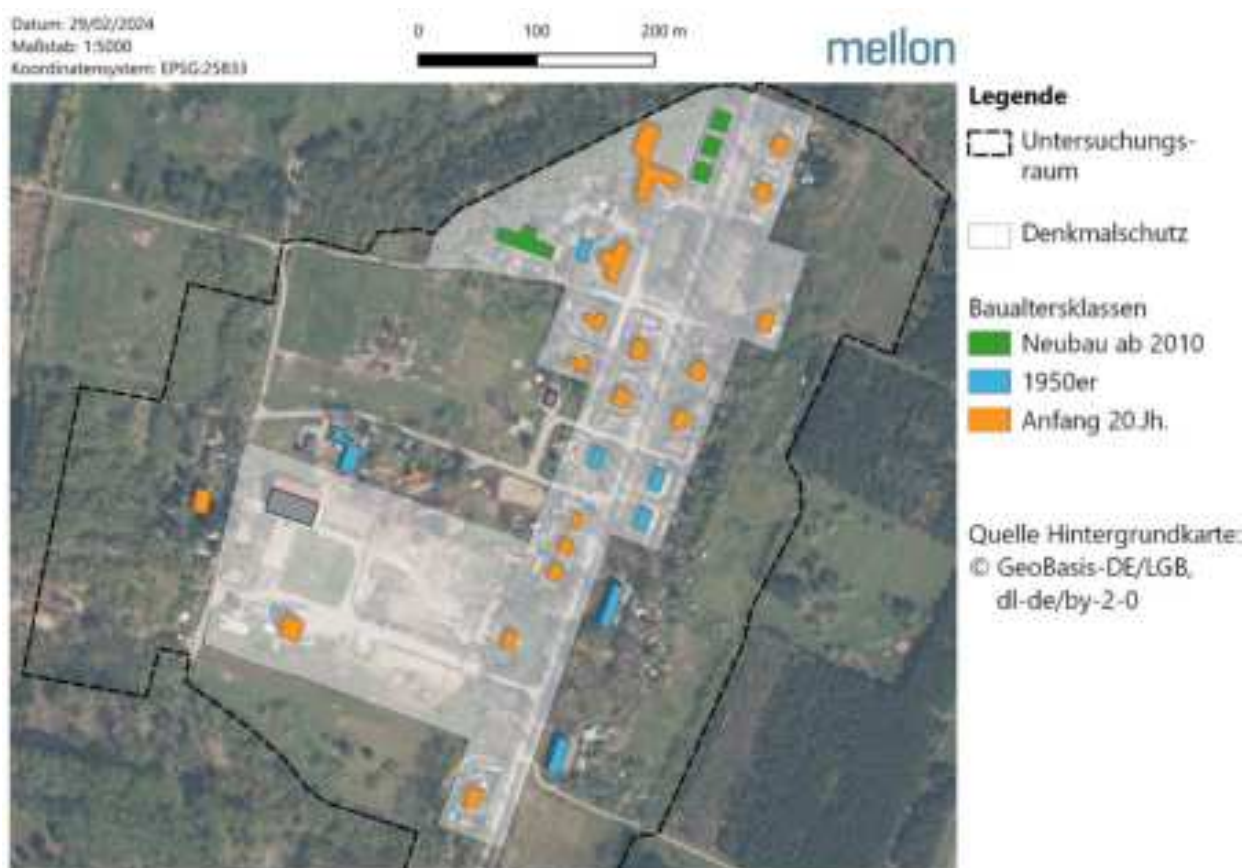 Datum: 29/02/2024
Maßstab: 1:5000
Koordinatensystem: EPSG:25833
0 100 200 m
mellon
Legende
Untersuchungs-
raum
Denkmalschutz
Baualtersklassen
Neubau ab 2010
1950er
Anfang 20.Jh.
Quelle Hintergrundkarte:
© GeoBasis-DE/LGB,
dl-de/by-2-0